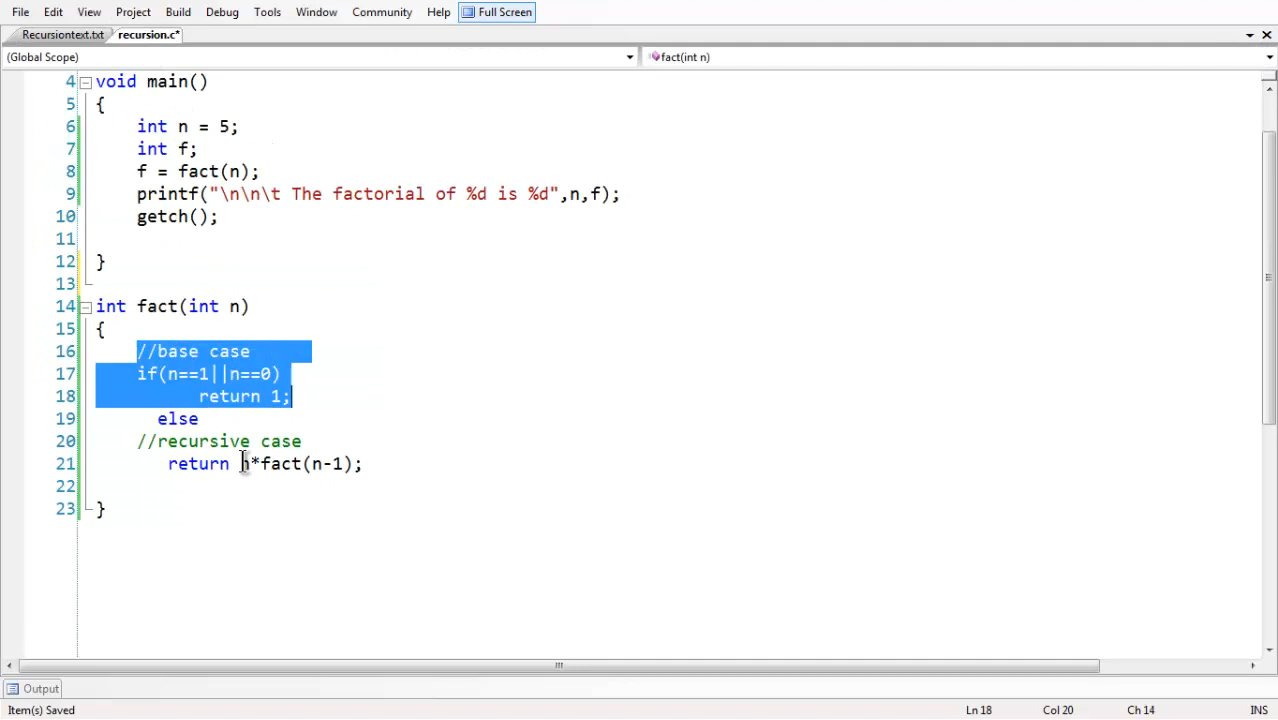 File Edit View Project Build Debug Tools Window Community Help Full Screen
Recursiontext.txt recursion.c*
(Global Scope) fact(int n)
4 void main()
5 {
6 int n = 5;
7 int f;
8 f = fact(n);
9 printf("\n\n\t The factorial of %d is %d",n,f);
10 getch();
11
12 }
13
14 int fact(int n)
15 {
16 //base case
17 if(n==1||n==0)
18 return 1;
19 else
20 //recursive case
21 return n*fact(n-1);
22
23 }
Output
Item(s) Saved Ln 18 Col 20 Ch 14 INS